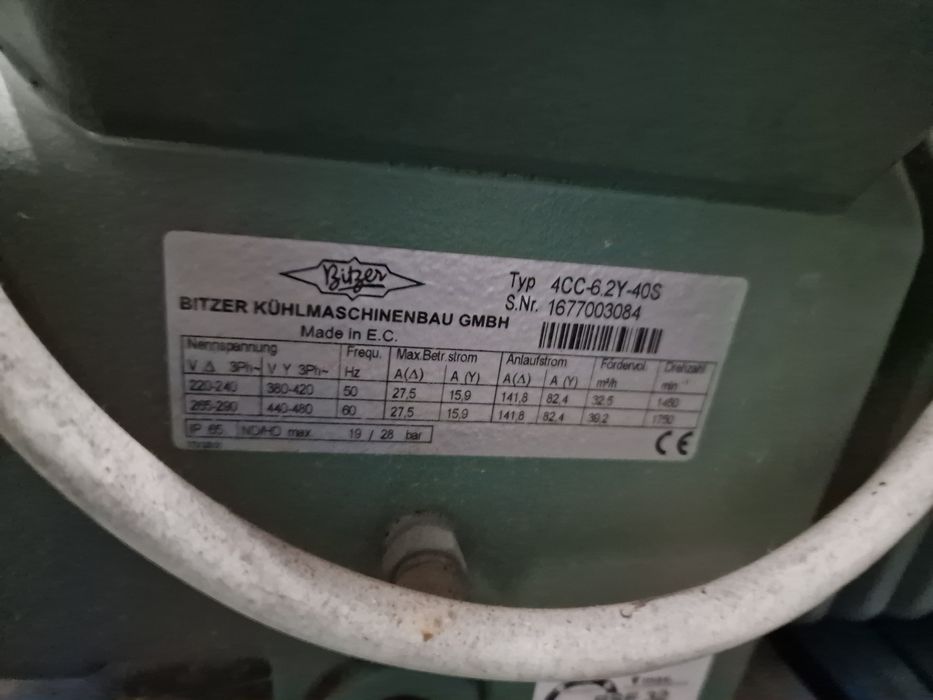 Bitzer
BITZER KÜHLMASCHINENBAU GMBH
Made in E.C.
Typ 4CC-6.2Y-40S
S.Nr. 1677003084
Nennspannung Frequ. Max.Betr.strom Anlaufstrom Fördervol. Drehzahl
V Δ 3Ph~ V Y 3Ph~ Hz A(Δ) A (Y) A(Δ) A (Y) m³/h min⁻¹
220-240 380-420 50 27,5 15,9 141,8 82,4 32,5 1450
265-290 440-480 60 27,5 15,9 141,8 82,4 39,2 1750
IP 65 ND/HD max. 19 / 28 bar
CE